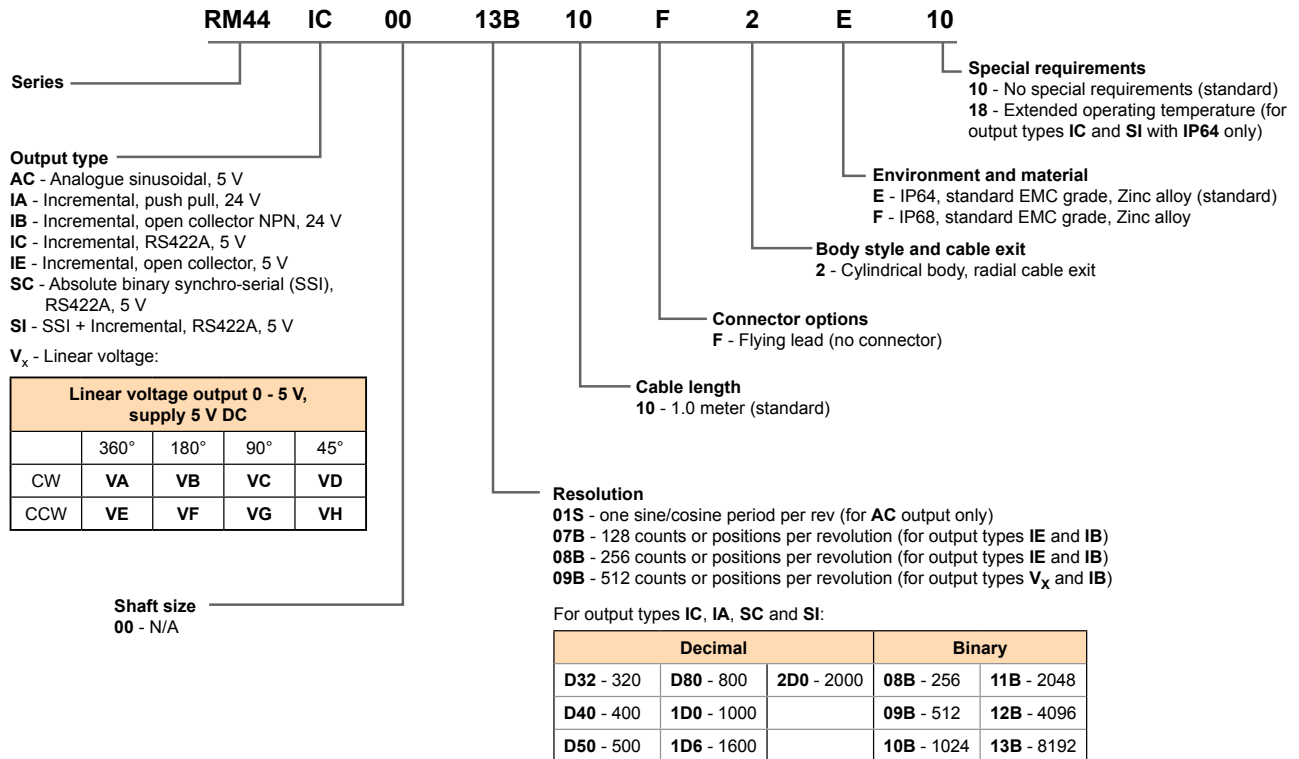 RM44 IC 00 13B 10 F 2 E 10
Series
Special requirements
10 - No special requirements (standard)
18 - Extended operating temperature (for
output types IC and SI with IP64 only)
Output type
AC - Analogue sinusoidal, 5 V
IA - Incremental, push pull, 24 V
IB - Incremental, open collector NPN, 24 V
IC - Incremental, RS422A, 5 V
IE - Incremental, open collector, 5 V
SC - Absolute binary synchro-serial (SSI),
RS422A, 5 V
SI - SSI + Incremental, RS422A, 5 V
Vx - Linear voltage:
Linear voltage output 0 - 5 V,
supply 5 V DC
360° 180° 90° 45°
CW VA VB VC VD
CCW VE VF VG VH
Environment and material
E - IP64, standard EMC grade, Zinc alloy (standard)
F - IP68, standard EMC grade, Zinc alloy
Body style and cable exit
2 - Cylindrical body, radial cable exit
Connector options
F - Flying lead (no connector)
Cable length
10 - 1.0 meter (standard)
Resolution
01S - one sine/cosine period per rev (for AC output only)
07B - 128 counts or positions per revolution (for output types IE and IB)
08B - 256 counts or positions per revolution (for output types IE and IB)
09B - 512 counts or positions per revolution (for output types VX and IB)
Shaft size
00 - N/A
For output types IC, IA, SC and SI:
Decimal Binary
D32 - 320 D80 - 800 2D0 - 2000 08B - 256 11B - 2048
D40 - 400 1D0 - 1000 09B - 512 12B - 4096
D50 - 500 1D6 - 1600 10B - 1024 13B - 8192